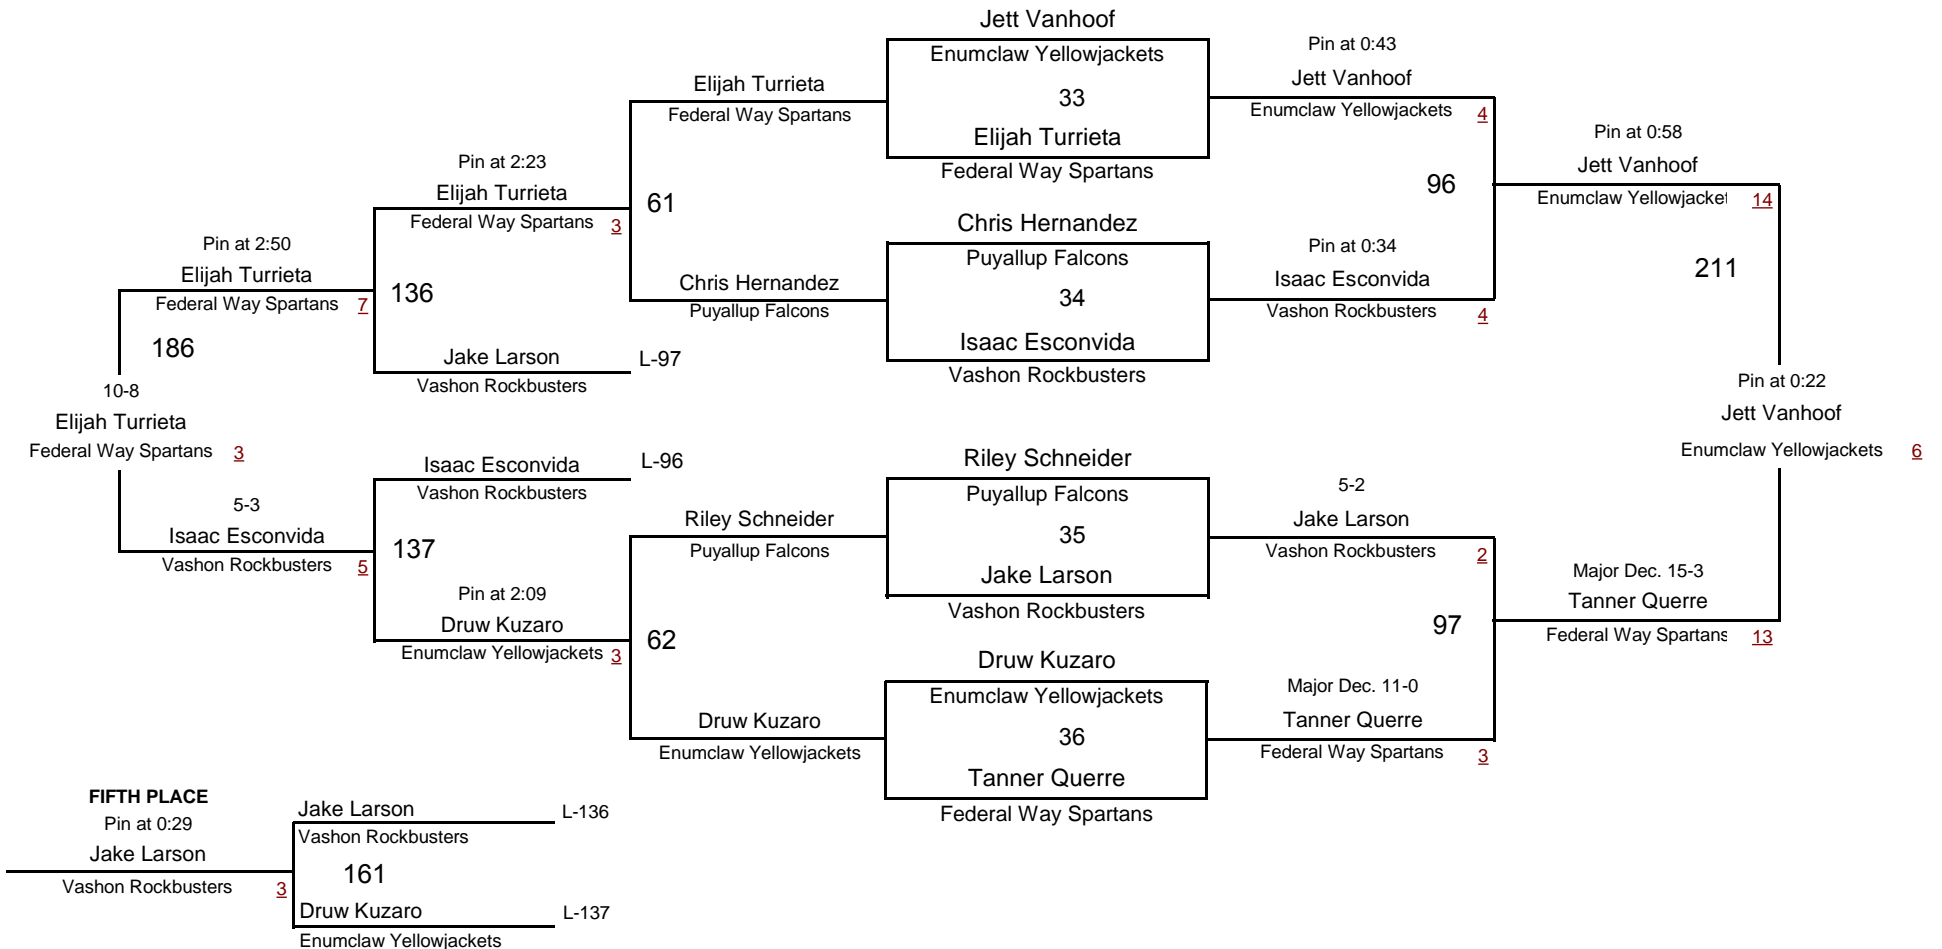 Jett Vanhoof
Enumclaw Yellowjackets
33
Elijah Turrieta
Federal Way Spartans
Chris Hernandez
Puyallup Falcons
34
Isaac Esconvida
Vashon Rockbusters
Riley Schneider
Puyallup Falcons
35
Jake Larson
Vashon Rockbusters
Druw Kuzaro
Enumclaw Yellowjackets
36
Tanner Querre
Federal Way Spartans
Pin at 0:43
Jett Vanhoof
Enumclaw Yellowjackets 4
96
Pin at 0:34
Isaac Esconvida
Vashon Rockbusters 4
5-2
Jake Larson
Vashon Rockbusters 2
97
Major Dec. 11-0
Tanner Querre
Federal Way Spartans 3
Pin at 0:58
Jett Vanhoof
Enumclaw Yellowjacket 14
211
Major Dec. 15-3
Tanner Querre
Federal Way Spartans 13
Pin at 0:22
Jett Vanhoof
Enumclaw Yellowjackets 6
Elijah Turrieta
Federal Way Spartans
61
Chris Hernandez
Puyallup Falcons
Riley Schneider
Puyallup Falcons
62
Druw Kuzaro
Enumclaw Yellowjackets
Pin at 2:23
Elijah Turrieta
Federal Way Spartans 3
136
Jake Larson L-97
Vashon Rockbusters
Isaac Esconvida L-96
Vashon Rockbusters
137
Pin at 2:09
Druw Kuzaro
Enumclaw Yellowjackets 3
Pin at 2:50
Elijah Turrieta
Federal Way Spartans 7
186
5-3
Isaac Esconvida
Vashon Rockbusters 5
10-8
Elijah Turrieta
Federal Way Spartans 3
FIFTH PLACE
Pin at 0:29
Jake Larson
Vashon Rockbusters 3
Jake Larson L-136
Vashon Rockbusters
161
Druw Kuzaro L-137
Enumclaw Yellowjackets